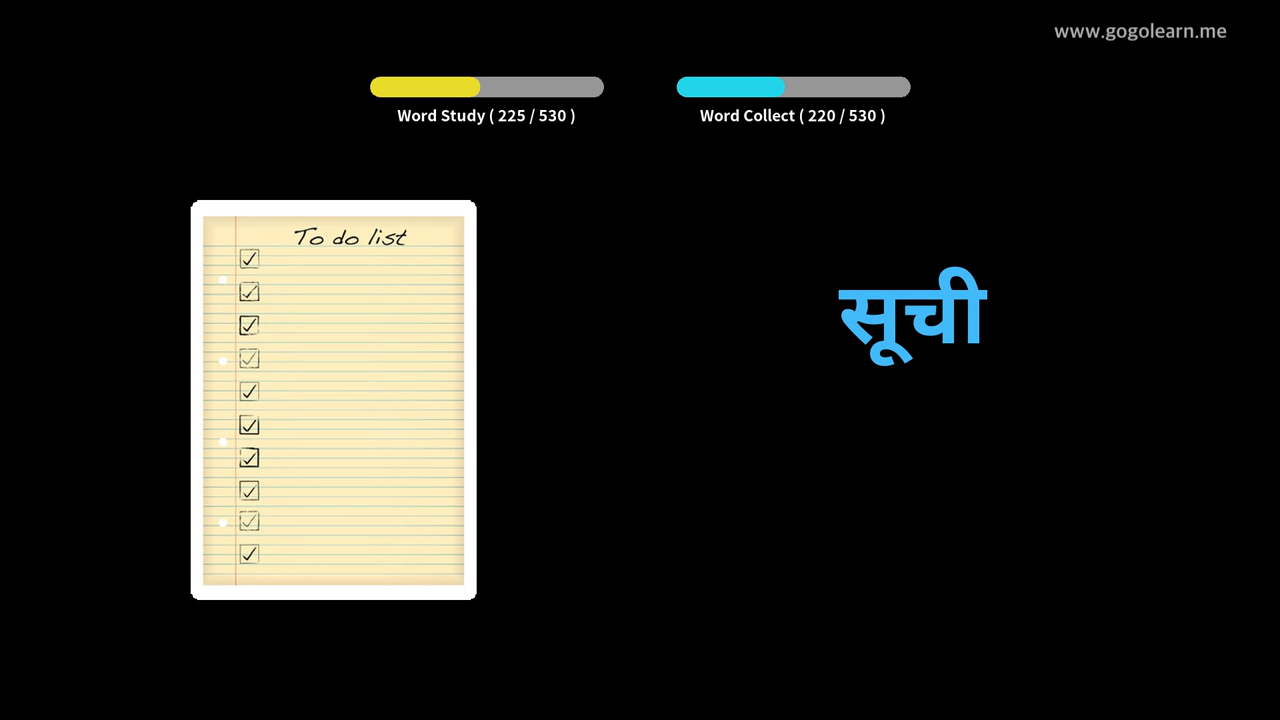 www.gogolearn.me
Word Study ( 225 / 530 )
Word Collect ( 220 / 530 )
To do list
सूची